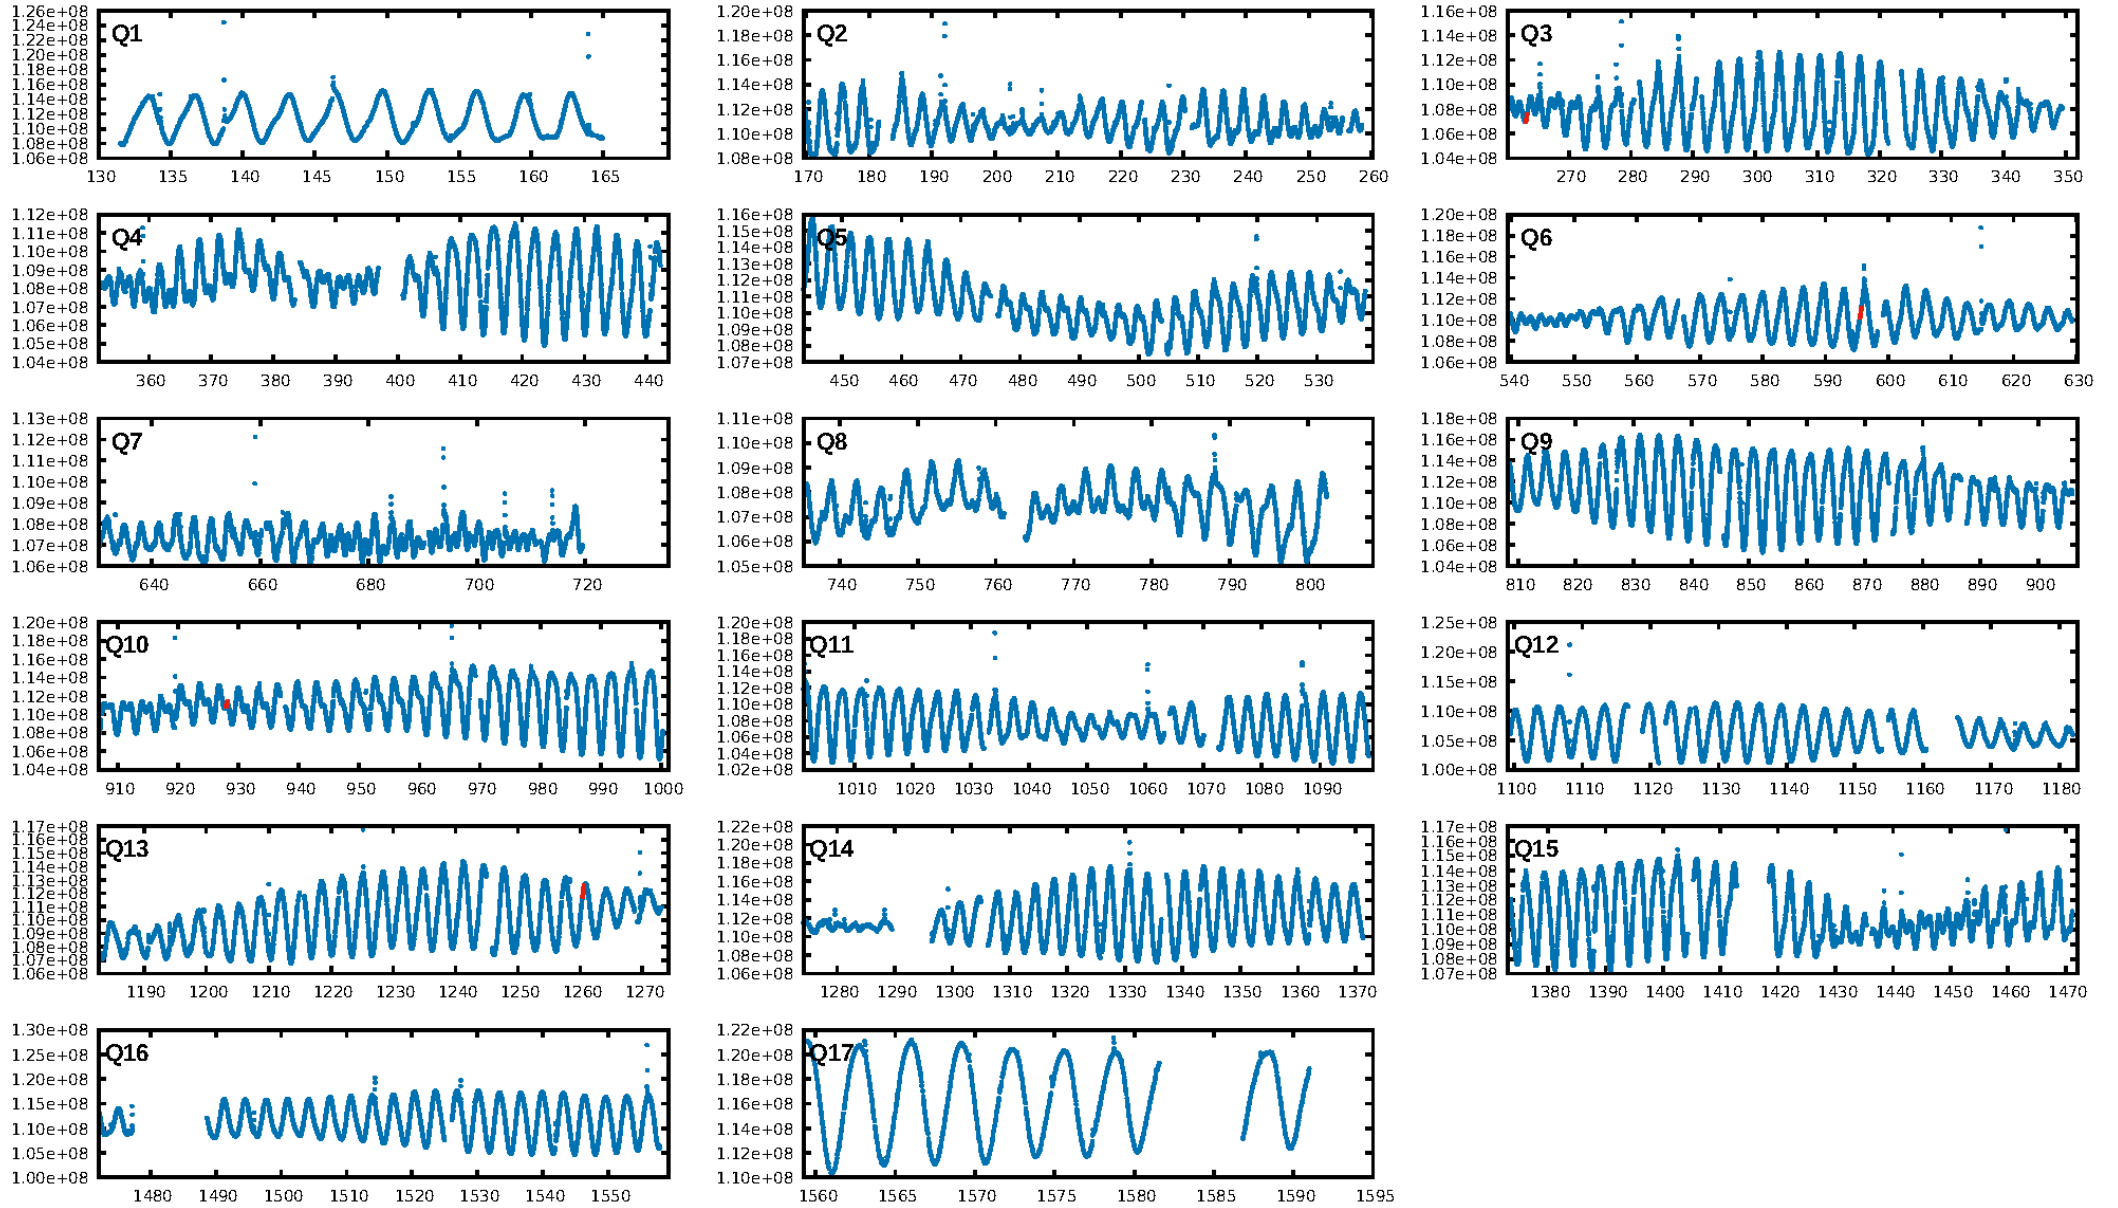 1.26e+08
1.24e+08
1.22e+08
1.20e+08
1.18e+08
1.16e+08
1.14e+08
1.12e+08
1.10e+08
1.08e+08
1.06e+08
Q1
130 135 140 145 150 155 160 165
1.20e+08
1.18e+08
1.16e+08
1.14e+08
1.12e+08
1.10e+08
1.08e+08
Q2
170 180 190 200 210 220 230 240 250 260
1.16e+08
1.14e+08
1.12e+08
1.10e+08
1.08e+08
1.06e+08
1.04e+08
Q3
270 280 290 300 310 320 330 340 350
1.12e+08
1.11e+08
1.10e+08
1.09e+08
1.08e+08
1.07e+08
1.06e+08
1.05e+08
1.04e+08
Q4
360 370 380 390 400 410 420 430 440
1.16e+08
1.15e+08
1.14e+08
1.13e+08
1.12e+08
1.11e+08
1.10e+08
1.09e+08
1.08e+08
1.07e+08
Q5
450 460 470 480 490 500 510 520 530
1.20e+08
1.18e+08
1.16e+08
1.14e+08
1.12e+08
1.10e+08
1.08e+08
1.06e+08
Q6
540 550 560 570 580 590 600 610 620 630
1.13e+08
1.12e+08
1.11e+08
1.10e+08
1.09e+08
1.08e+08
1.07e+08
1.06e+08
Q7
640 660 680 700 720
1.11e+08
1.10e+08
1.09e+08
1.08e+08
1.07e+08
1.06e+08
1.05e+08
Q8
740 750 760 770 780 790 800
1.18e+08
1.16e+08
1.14e+08
1.12e+08
1.10e+08
1.08e+08
1.06e+08
1.04e+08
Q9
810 820 830 840 850 860 870 880 890 900
1.20e+08
1.18e+08
1.16e+08
1.14e+08
1.12e+08
1.10e+08
1.08e+08
1.06e+08
1.04e+08
Q10
910 920 930 940 950 960 970 980 990 1000
1.20e+08
1.18e+08
1.16e+08
1.14e+08
1.12e+08
1.10e+08
1.08e+08
1.06e+08
1.04e+08
1.02e+08
Q11
1010 1020 1030 1040 1050 1060 1070 1080 1090
1.25e+08
1.20e+08
1.15e+08
1.10e+08
1.05e+08
1.00e+08
Q12
1100 1110 1120 1130 1140 1150 1160 1170 1180
1.17e+08
1.16e+08
1.15e+08
1.14e+08
1.13e+08
1.12e+08
1.11e+08
1.10e+08
1.09e+08
1.08e+08
1.07e+08
1.06e+08
Q13
1190 1200 1210 1220 1230 1240 1250 1260 1270
1.22e+08
1.20e+08
1.18e+08
1.16e+08
1.14e+08
1.12e+08
1.10e+08
1.08e+08
1.06e+08
Q14
1280 1290 1300 1310 1320 1330 1340 1350 1360 1370
1.17e+08
1.16e+08
1.15e+08
1.14e+08
1.13e+08
1.12e+08
1.11e+08
1.10e+08
1.09e+08
1.08e+08
1.07e+08
Q15
1380 1390 1400 1410 1420 1430 1440 1450 1460 1470
1.30e+08
1.25e+08
1.20e+08
1.15e+08
1.10e+08
1.05e+08
1.00e+08
Q16
1480 1490 1500 1510 1520 1530 1540 1550
1.22e+08
1.20e+08
1.18e+08
1.16e+08
1.14e+08
1.12e+08
1.10e+08
Q17
1560 1565 1570 1575 1580 1585 1590 1595